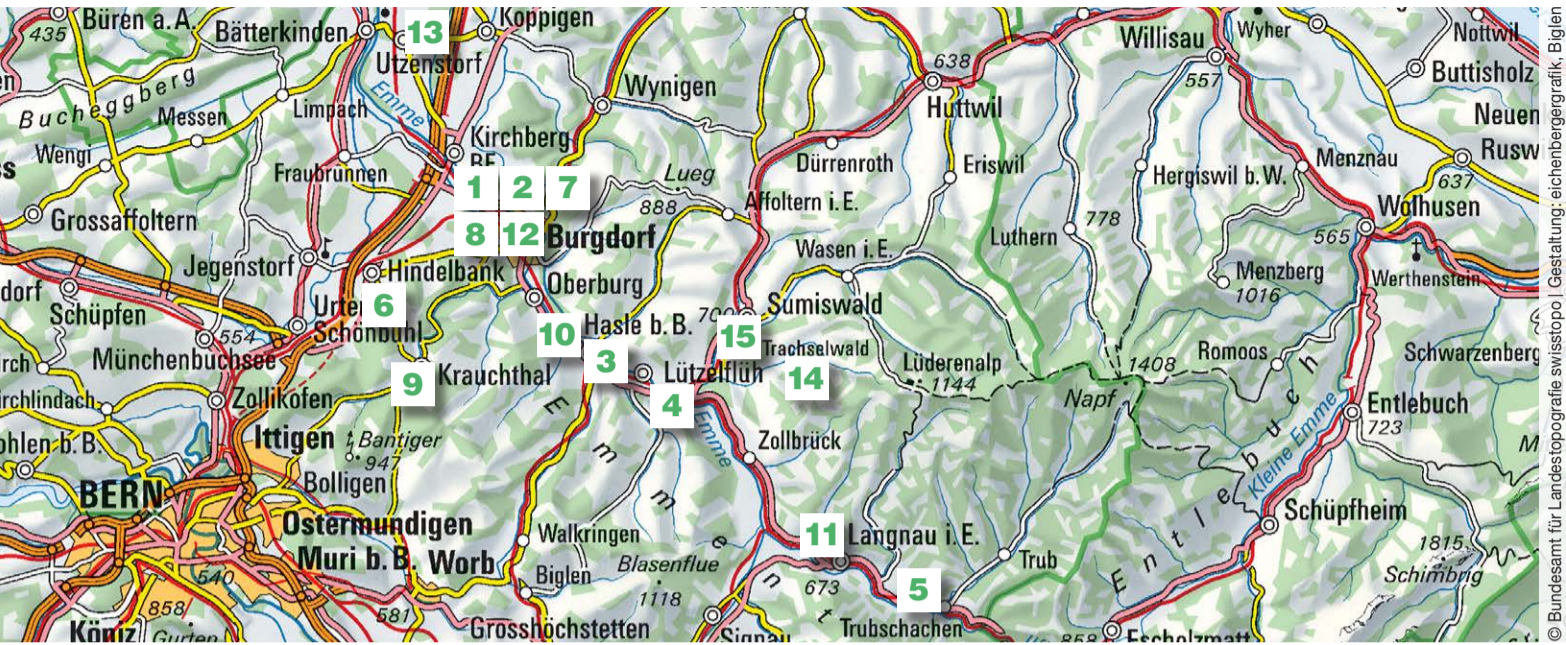 Büren a. A.
435
Bätterkinden
13
Koppigen
Utzenstorf
Wynigen
638
Huttwil
Willisau
557
Wyher
Nottwil
Buttisholz
Neuen
Bucheggberg
Messen
Limpach
Emme
Kirchberg
BE
Wengi
Fraubrunnen
Dürrenroth
Eriswil
Hergiswil b. W.
Menznau
Rusw
637
Grossaffoltern
1
2
7
Lueg
888
Affoltern i. E.
778
Wolhusen
565
8
12
Burgdorf
Wasen i. E.
Luthern
Jegenstorf
Hindelbank
Oberburg
Menzberg
1016
Werthenstein
dorf
Schüpfen
Urte
6
Schönbühl
554
Münchenbuchsee
10
Hasle b. B.
15
Sumiswald
Trachselwald
Lüderenalp
1144
1408
Romoos
Schwarzenberg
irch
9
Krauchthal
3
Lützelflüh
14
Napf
irchlindach
Zollikofen
4
Emme
Entlebuch
723
ohlen b. B.
Ittigen
Bantiger
947
Zollbrück
Kleine Emme
BERN
Bolligen
Emment
Entlebuch
Schüpfheim
Ostermundigen
Walkringen
11
Langnau i. E.
Muri b. B.
Worb
Blasenflue
1118
Trub
1815
Schimbrig
540
Biglen
673
5
858
581
Köniz
Gurten
Grosshöchstetten
Signau
Trubschachen
858
Escholzmatt
© Bundesamt für Landestopografie swisstopo | Gestaltung: eichenbergergrafik, Biglen